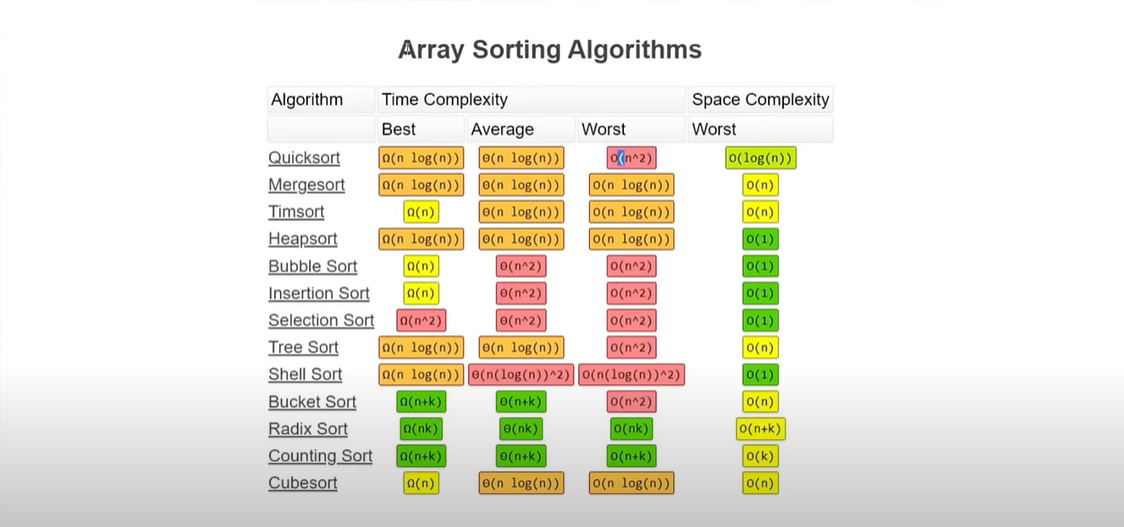 Array Sorting Algorithms
Algorithm Time Complexity Space Complexity
Best Average Worst Worst
Quicksort Ω(n log(n)) Θ(n log(n)) O(n^2) O(log(n))
Mergesort Ω(n log(n)) Θ(n log(n)) O(n log(n)) O(n)
Timsort Ω(n) Θ(n log(n)) O(n log(n)) O(n)
Heapsort Ω(n log(n)) Θ(n log(n)) O(n log(n)) O(1)
Bubble Sort Ω(n) Θ(n^2) O(n^2) O(1)
Insertion Sort Ω(n) Θ(n^2) O(n^2) O(1)
Selection Sort Ω(n^2) Θ(n^2) O(n^2) O(1)
Tree Sort Ω(n log(n)) Θ(n log(n)) O(n^2) O(n)
Shell Sort Ω(n log(n)) Θ(n(log(n))^2) O(n(log(n))^2) O(1)
Bucket Sort Ω(n+k) Θ(n+k) O(n^2) O(n)
Radix Sort Ω(nk) Θ(nk) O(nk) O(n+k)
Counting Sort Ω(n+k) Θ(n+k) O(n+k) O(k)
Cubesort Ω(n) Θ(n log(n)) O(n log(n)) O(n)